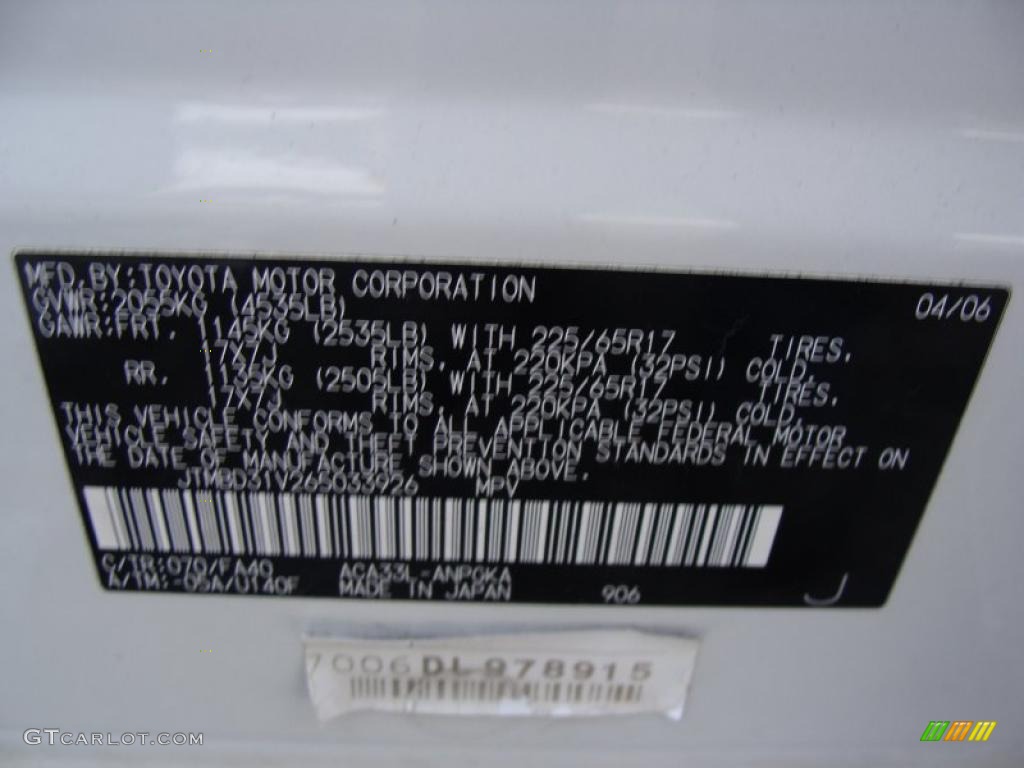 MFD.BY:TOYOTA MOTOR CORPORATION 04/06
GVWR:2055KG (4535LB)
GAWR:FRT. 1145KG (2535LB) WITH 225/65R17 TIRES,
17X7J RIMS, AT 220KPA (32PSI) COLD.
RR. 1135KG (2505LB) WITH 225/65R17 TIRES,
17X7J RIMS, AT 220KPA (32PSI) COLD.
THIS VEHICLE CONFORMS TO ALL APPLICABLE FEDERAL MOTOR
VEHICLE SAFETY AND THEFT PREVENTION STANDARDS IN EFFECT ON
THE DATE OF MANUFACTURE SHOWN ABOVE.
JTMBD31V265033926 MPV
C/TR:070/FA40 ACA33L-ANPGKA
A/TM:-05A/U140F MADE IN JAPAN 906 J
7006DL978915
GTCARLOT.COM